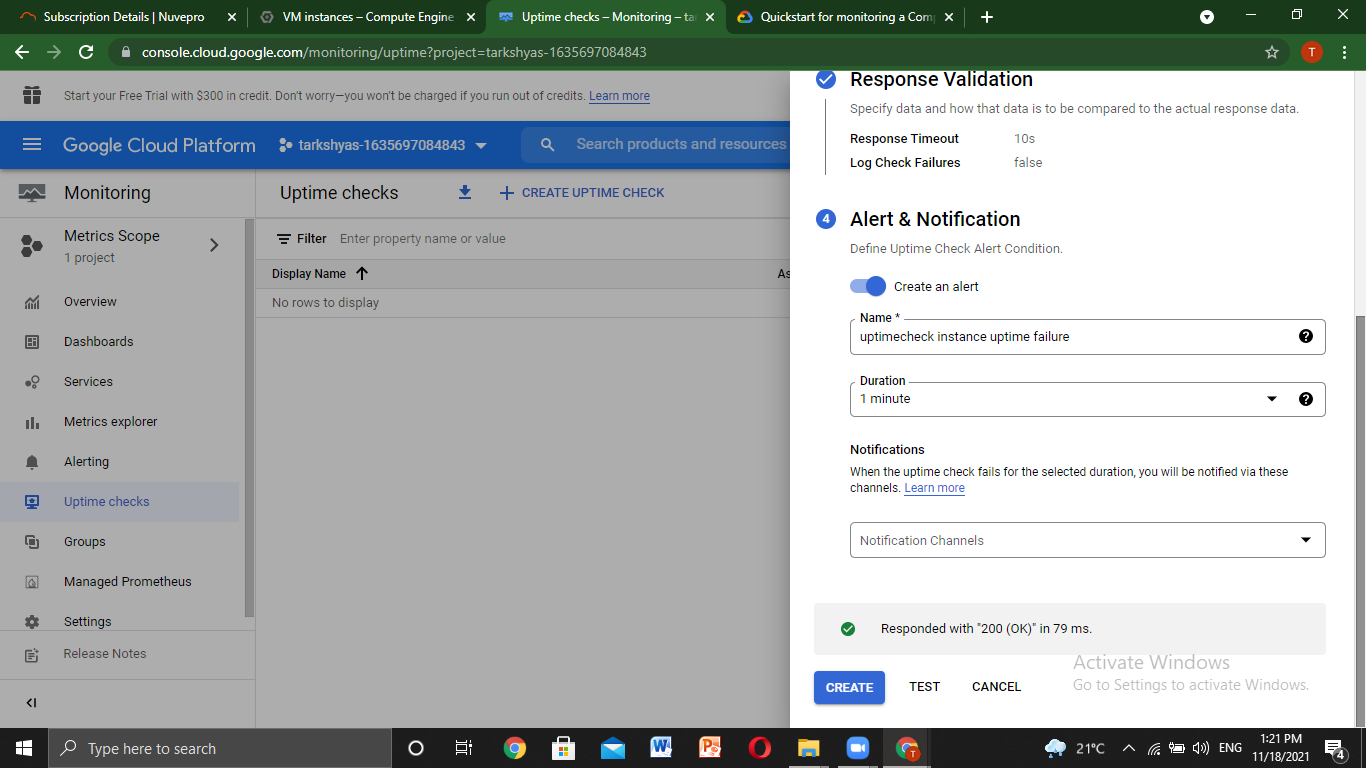 Subscription Details | Nuvepro
VM instances – Compute Engine
Uptime checks – Monitoring – ta
Quickstart for monitoring a Com
console.cloud.google.com/monitoring/uptime?project=tarkshyas-1635697084843
T
Start your Free Trial with $300 in credit. Don't worry—you won't be charged if you run out of credits. Learn more
Google Cloud Platform
tarkshyas-1635697084843
Search products and resources
Monitoring
Metrics Scope
1 project
Overview
Dashboards
Services
Metrics explorer
Alerting
Uptime checks
Groups
Managed Prometheus
Settings
Release Notes
Uptime checks
CREATE UPTIME CHECK
Filter
Enter property name or value
Display Name
As
No rows to display
Response Validation
Specify data and how that data is to be compared to the actual response data.
Response Timeout 10s
Log Check Failures false
4 Alert & Notification
Define Uptime Check Alert Condition.
Create an alert
Name *
uptimecheck instance uptime failure
Duration
1 minute
Notifications
When the uptime check fails for the selected duration, you will be notified via these
channels. Learn more
Notification Channels
Responded with "200 (OK)" in 79 ms.
CREATE TEST CANCEL
Activate Windows
Go to Settings to activate Windows.
Type here to search
21°C
ENG
1:21 PM
11/18/2021
4